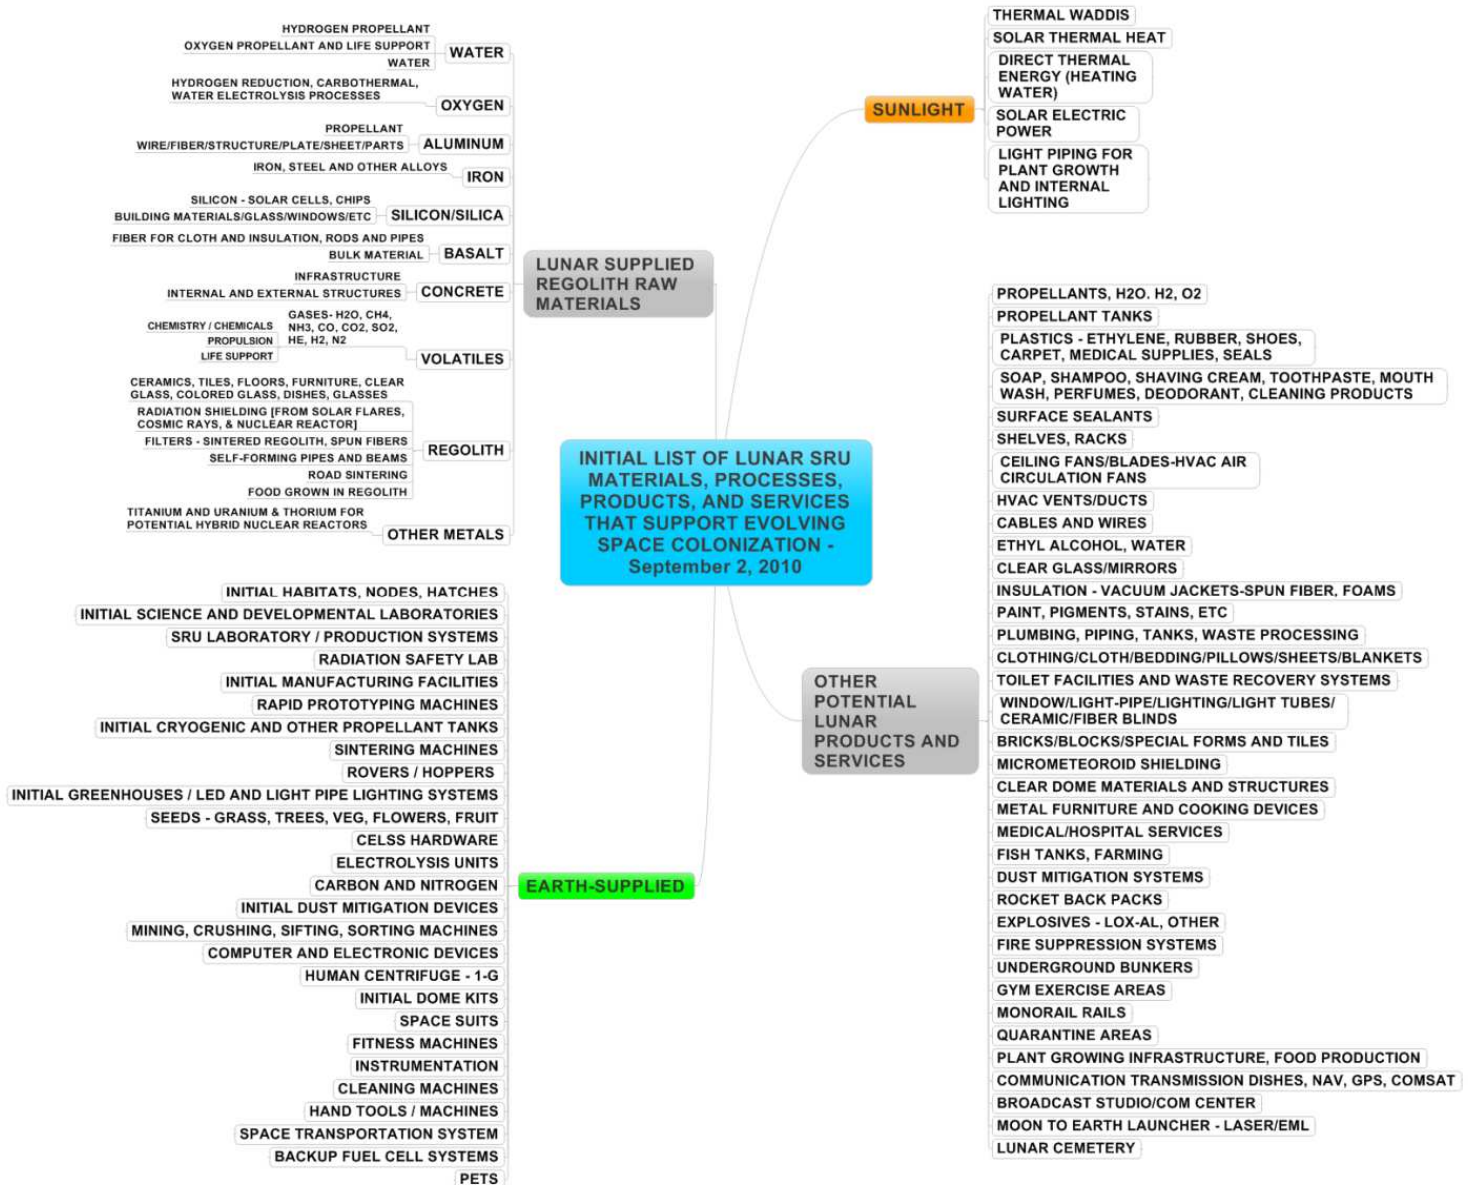 INITIAL LIST OF LUNAR SRU
MATERIALS, PROCESSES,
PRODUCTS, AND SERVICES
THAT SUPPORT EVOLVING
SPACE COLONIZATION -
September 2, 2010
LUNAR SUPPLIED
REGOLITH RAW
MATERIALS
WATER
HYDROGEN PROPELLANT
OXYGEN PROPELLANT AND LIFE SUPPORT
WATER
OXYGEN
HYDROGEN REDUCTION, CARBOTHERMAL,
WATER ELECTROLYSIS PROCESSES
ALUMINUM
PROPELLANT
WIRE/FIBER/STRUCTURE/PLATE/SHEET/PARTS
IRON
IRON, STEEL AND OTHER ALLOYS
SILICON/SILICA
SILICON - SOLAR CELLS, CHIPS
BUILDING MATERIALS/GLASS/WINDOWS/ETC
BASALT
FIBER FOR CLOTH AND INSULATION, RODS AND PIPES
BULK MATERIAL
CONCRETE
INFRASTRUCTURE
INTERNAL AND EXTERNAL STRUCTURES
VOLATILES
GASES- H2O, CH4,
NH3, CO, CO2, SO2,
HE, H2, N2
CHEMISTRY / CHEMICALS
PROPULSION
LIFE SUPPORT
REGOLITH
CERAMICS, TILES, FLOORS, FURNITURE, CLEAR
GLASS, COLORED GLASS, DISHES, GLASSES
RADIATION SHIELDING [FROM SOLAR FLARES,
COSMIC RAYS, & NUCLEAR REACTOR]
FILTERS - SINTERED REGOLITH, SPUN FIBERS
SELF-FORMING PIPES AND BEAMS
ROAD SINTERING
FOOD GROWN IN REGOLITH
OTHER METALS
TITANIUM AND URANIUM & THORIUM FOR
POTENTIAL HYBRID NUCLEAR REACTORS
EARTH-SUPPLIED
INITIAL HABITATS, NODES, HATCHES
INITIAL SCIENCE AND DEVELOPMENTAL LABORATORIES
SRU LABORATORY / PRODUCTION SYSTEMS
RADIATION SAFETY LAB
INITIAL MANUFACTURING FACILITIES
RAPID PROTOTYPING MACHINES
INITIAL CRYOGENIC AND OTHER PROPELLANT TANKS
SINTERING MACHINES
ROVERS / HOPPERS
INITIAL GREENHOUSES / LED AND LIGHT PIPE LIGHTING SYSTEMS
SEEDS - GRASS, TREES, VEG, FLOWERS, FRUIT
CELSS HARDWARE
ELECTROLYSIS UNITS
CARBON AND NITROGEN
INITIAL DUST MITIGATION DEVICES
MINING, CRUSHING, SIFTING, SORTING MACHINES
COMPUTER AND ELECTRONIC DEVICES
HUMAN CENTRIFUGE - 1-G
INITIAL DOME KITS
SPACE SUITS
FITNESS MACHINES
INSTRUMENTATION
CLEANING MACHINES
HAND TOOLS / MACHINES
SPACE TRANSPORTATION SYSTEM
BACKUP FUEL CELL SYSTEMS
PETS
SUNLIGHT
THERMAL WADDIS
SOLAR THERMAL HEAT
DIRECT THERMAL
ENERGY (HEATING
WATER)
SOLAR ELECTRIC
POWER
LIGHT PIPING FOR
PLANT GROWTH
AND INTERNAL
LIGHTING
OTHER
POTENTIAL
LUNAR
PRODUCTS AND
SERVICES
PROPELLANTS, H2O. H2, O2
PROPELLANT TANKS
PLASTICS - ETHYLENE, RUBBER, SHOES,
CARPET, MEDICAL SUPPLIES, SEALS
SOAP, SHAMPOO, SHAVING CREAM, TOOTHPASTE, MOUTH
WASH, PERFUMES, DEODORANT, CLEANING PRODUCTS
SURFACE SEALANTS
SHELVES, RACKS
CEILING FANS/BLADES-HVAC AIR
CIRCULATION FANS
HVAC VENTS/DUCTS
CABLES AND WIRES
ETHYL ALCOHOL, WATER
CLEAR GLASS/MIRRORS
INSULATION - VACUUM JACKETS-SPUN FIBER, FOAMS
PAINT, PIGMENTS, STAINS, ETC
PLUMBING, PIPING, TANKS, WASTE PROCESSING
CLOTHING/CLOTH/BEDDING/PILLOWS/SHEETS/BLANKETS
TOILET FACILITIES AND WASTE RECOVERY SYSTEMS
WINDOW/LIGHT-PIPE/LIGHTING/LIGHT TUBES/
CERAMIC/FIBER BLINDS
BRICKS/BLOCKS/SPECIAL FORMS AND TILES
MICROMETEOROID SHIELDING
CLEAR DOME MATERIALS AND STRUCTURES
METAL FURNITURE AND COOKING DEVICES
MEDICAL/HOSPITAL SERVICES
FISH TANKS, FARMING
DUST MITIGATION SYSTEMS
ROCKET BACK PACKS
EXPLOSIVES - LOX-AL, OTHER
FIRE SUPPRESSION SYSTEMS
UNDERGROUND BUNKERS
GYM EXERCISE AREAS
MONORAIL RAILS
QUARANTINE AREAS
PLANT GROWING INFRASTRUCTURE, FOOD PRODUCTION
COMMUNICATION TRANSMISSION DISHES, NAV, GPS, COMSAT
BROADCAST STUDIO/COM CENTER
MOON TO EARTH LAUNCHER - LASER/EML
LUNAR CEMETERY